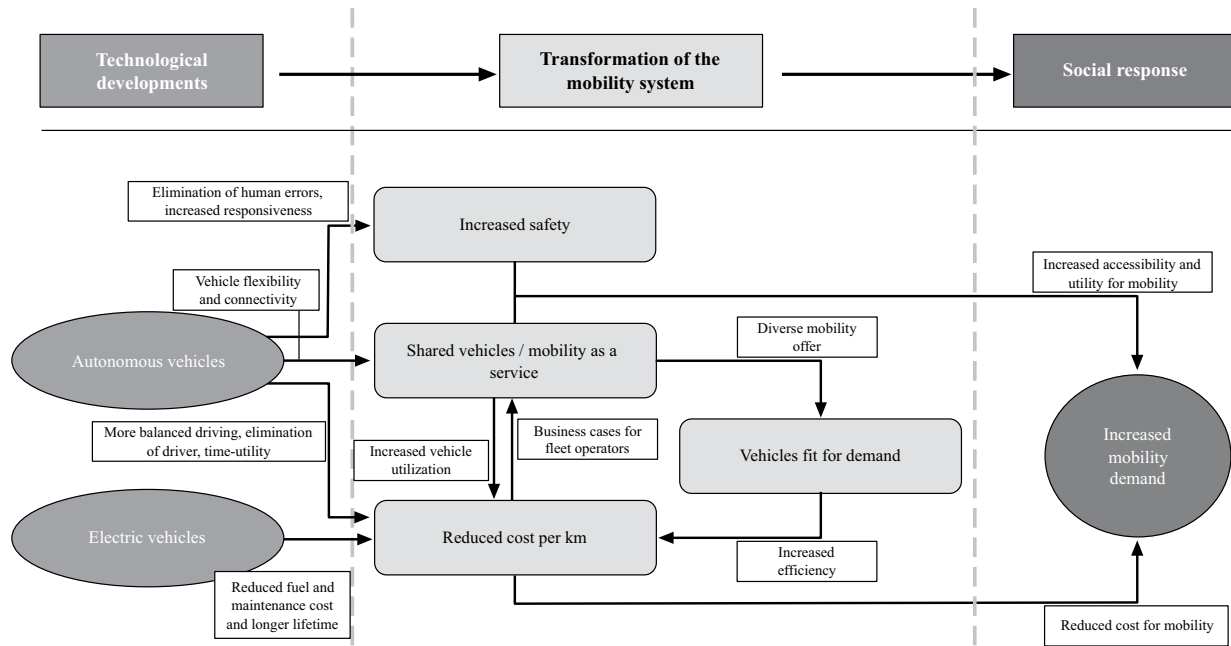 Technological
developments
Transformation of the
mobility system
Social response
Elimination of human errors,
increased responsiveness
Increased safety
Vehicle flexibility
and connectivity
Increased accessibility and
utility for mobility
Autonomous vehicles
Shared vehicles / mobility as a
service
Diverse mobility
offer
More balanced driving, elimination
of driver, time-utility
Increased vehicle
utilization
Business cases for
fleet operators
Vehicles fit for demand
Increased
mobility
demand
Electric vehicles
Reduced cost per km
Increased
efficiency
Reduced fuel and
maintenance cost
and longer lifetime
Reduced cost for mobility